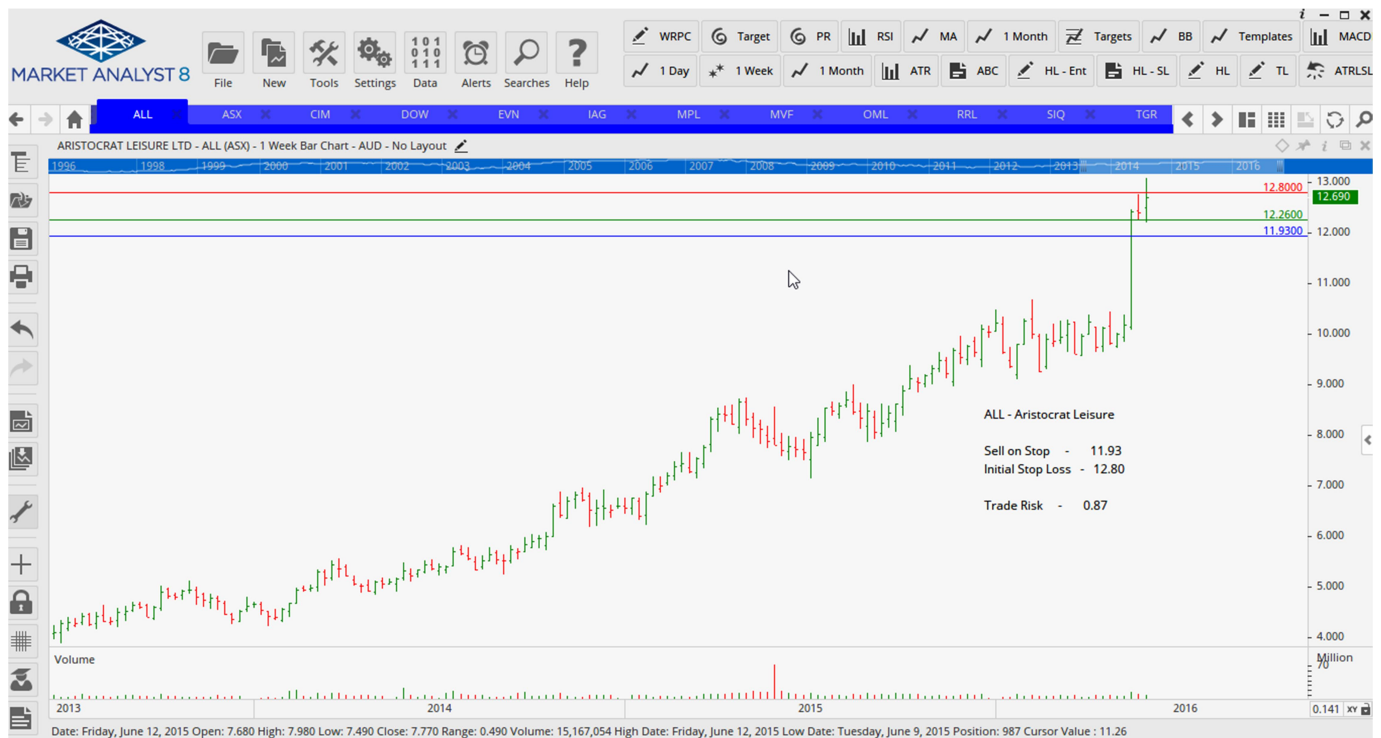 MARKET ANALYST 8
File New Tools Settings Data Alerts Searches Help
101
010
111
?
WRPC Target PR RSI MA 1 Month Targets BB Templates MACD
1 Day 1 Week 1 Month ATR ABC HL - Ent HL - SL HL TL ATRLSL
ALL ASX CIM DOW EVN IAG MPL MVF OML RRL SIQ TGR
ARISTOCRAT LEISURE LTD - ALL (ASX) - 1 Week Bar Chart - AUD - No Layout
1996 1998 1999 2000 2001 2002 2003 2004 2005 2006 2007 2008 2009 2010 2011 2012 2013 2014 2015 2016
13.000
12.8000
12.690
12.2600
12.000
11.9300
11.000
10.000
9.000
8.000
7.000
6.000
5.000
4.000
ALL - Aristocrat Leisure
Sell on Stop - 11.93
Initial Stop Loss - 12.80
Trade Risk - 0.87
Volume
Million
70
2013 2014 2015 2016
0.141 XY
Date: Friday, June 12, 2015 Open: 7.680 High: 7.980 Low: 7.490 Close: 7.770 Range: 0.490 Volume: 15,167,054 High Date: Friday, June 12, 2015 Low Date: Tuesday, June 9, 2015 Position: 987 Cursor Value : 11.26